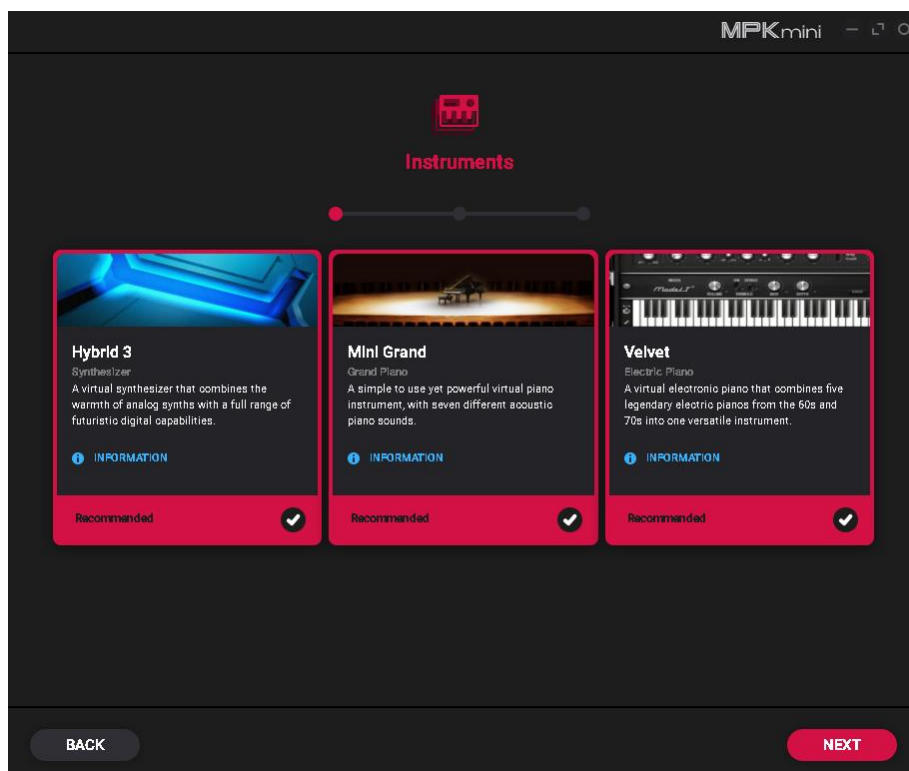 MPKmini
Instruments
Hybrid 3
Synthesizer
A virtual synthesizer that combines the
warmth of analog synths with a full range of
futuristic digital capabilities.
INFORMATION
Recommended
Mini Grand
Grand Piano
A simple to use yet powerful virtual piano
instrument, with seven different acoustic
piano sounds.
INFORMATION
Recommended
Velvet
Electric Piano
A virtual electronic piano that combines five
legendary electric pianos from the 60s and
70s into one versatile instrument.
INFORMATION
Recommended
BACK
NEXT